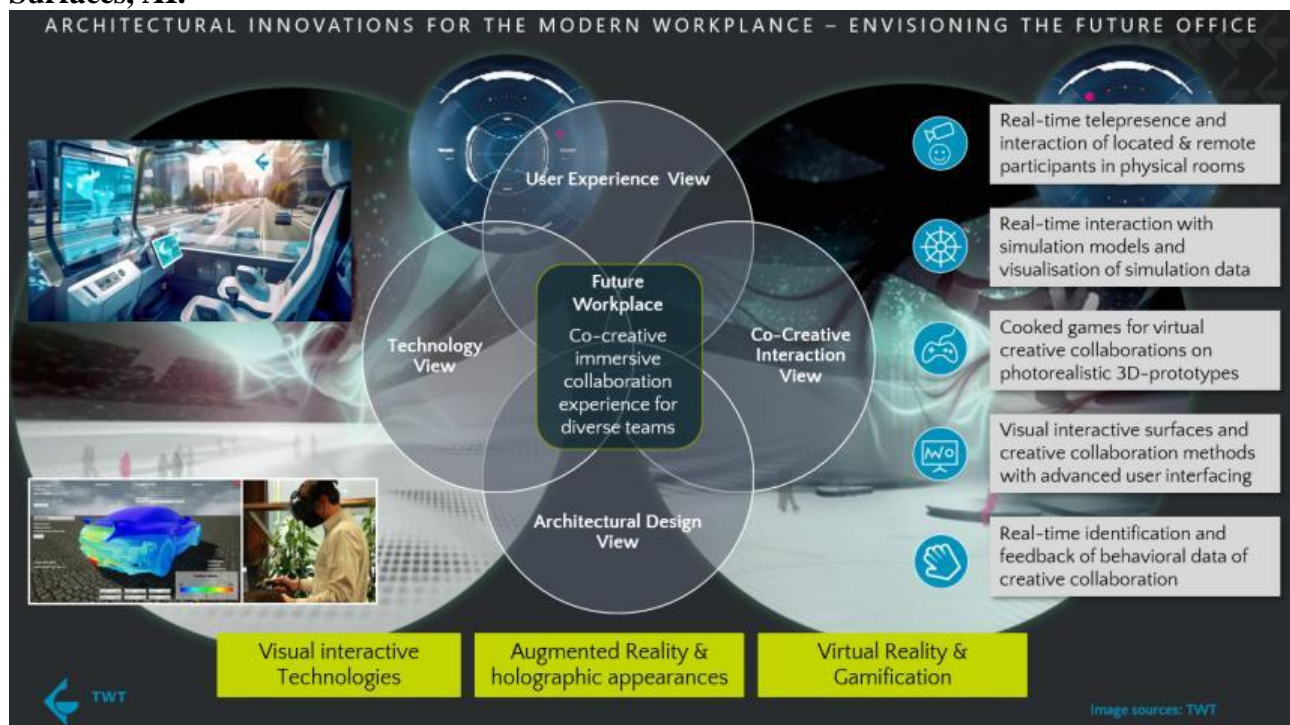 Surfaces, AI.
ARCHITECTURAL INNOVATIONS FOR THE MODERN WORKPLANCE – ENVISIONING THE FUTURE OFFICE
TWT
User Experience View
Technology
View
Future
Workplace
Co-creative
immersive
collaboration
experience for
diverse teams
Co-Creative
Interaction
View
Architectural Design
View
Real-time telepresence and
interaction of located & remote
participants in physical rooms
Real-time interaction with
simulation models and
visualisation of simulation data
Cooked games for virtual
creative collaborations on
photorealistic 3D-prototypes
Visual interactive surfaces and
creative collaboration methods
with advanced user interfacing
Real-time identification and
feedback of behavioral data of
creative collaboration
Visual interactive
Technologies
Augmented Reality &
holographic appearances
Virtual Reality &
Gamification
TWT
Image sources: TWT